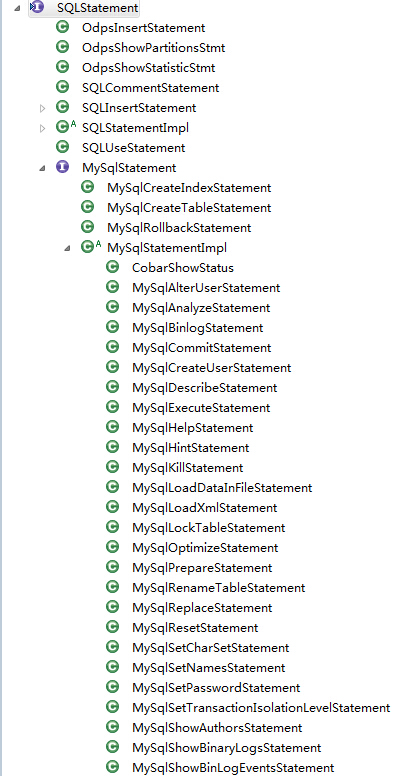 SQLStatement
OdpsInsertStatement
OdpsShowPartitionsStmt
OdpsShowStatisticStmt
SQLCommentStatement
SQLInsertStatement
SQLStatementImpl
SQLUseStatement
MySqlStatement
MySqlCreateIndexStatement
MySqlCreateTableStatement
MySqlRollbackStatement
MySqlStatementImpl
CobarShowStatus
MySqlAlterUserStatement
MySqlAnalyzeStatement
MySqlBinlogStatement
MySqlCommitStatement
MySqlCreateUserStatement
MySqlDescribeStatement
MySqlExecuteStatement
MySqlHelpStatement
MySqlHintStatement
MySqlKillStatement
MySqlLoadDataInFileStatement
MySqlLoadXmlStatement
MySqlLockTableStatement
MySqlOptimizeStatement
MySqlPrepareStatement
MySqlRenameTableStatement
MySqlReplaceStatement
MySqlResetStatement
MySqlSetCharSetStatement
MySqlSetNamesStatement
MySqlSetPasswordStatement
MySqlSetTransactionIsolationLevelStatement
MySqlShowAuthorsStatement
MySqlShowBinaryLogsStatement
MySqlShowBinLogEventsStatement